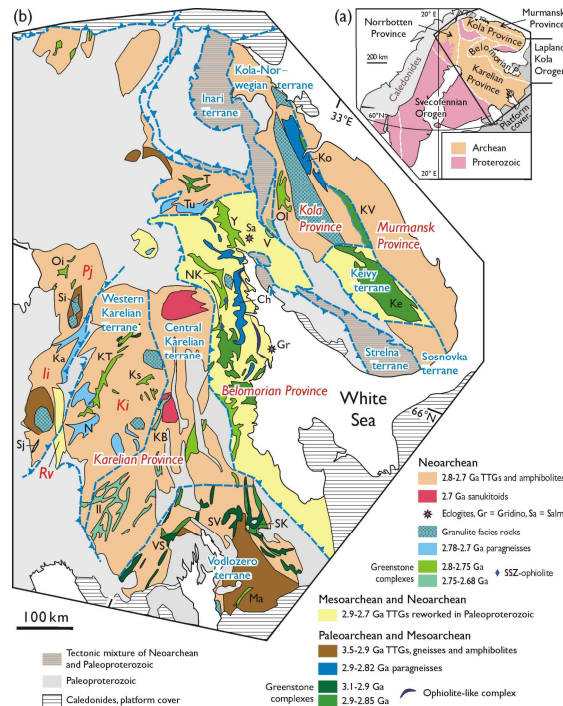 (b)
(a)
20° E
Murmansk
Province
Norrbotten
Province
Kola Province
Lapland
Kola
Orogen
200 km
Belomorian P.
Karelian
Province
Caledonides
Svecofennian
Orogen
60°N
Platform
cover
20° E
Archean
Proterozoic
Kola-Nor-
wegian terrane
Inari
terrane
33°E
Ko
T
Tu
Y
Sa
V
Ol
KV
Kola
Province
Murmansk
Province
Keivy
terrane
Ke
NK
Ch
Gr
Strelna
terrane
Sosnovka
terrane
White
Sea
66°N
Oi
Pj
Si
Western
Karelian
terrane
Central
Karelian
terrane
Ka
KT
Ii
Ks
Ki
N
Sj
Rv
KB
Belomorian Province
Karelian Province
Il
VS
SV
SK
Vodlozero
terrane
Ma
100 km
Neoarchean
2.8-2.7 Ga TTGs and amphibolites
2.7 Ga sanukitoids
Eclogites, Gr = Gridino, Sa = Salm
Granulite facies rocks
2.78-2.7 Ga paragneisses
Greenstone
complexes
2.8-2.75 Ga
2.75-2.68 Ga
SSZ-ophiolite
Mesoarchean and Neoarchean
2.9-2.7 Ga TTGs reworked in Paleoproterozoic
Paleoarchean and Mesoarchean
3.5-2.9 Ga TTGs, gneisses and amphibolites
2.9-2.82 Ga paragneisses
Greenstone
complexes
3.1-2.9 Ga
2.9-2.85 Ga
Ophiolite-like complex
Tectonic mixture of Neoarchean
and Paleoproterozoic
Paleoproterozoic
Caledonides, platform cover